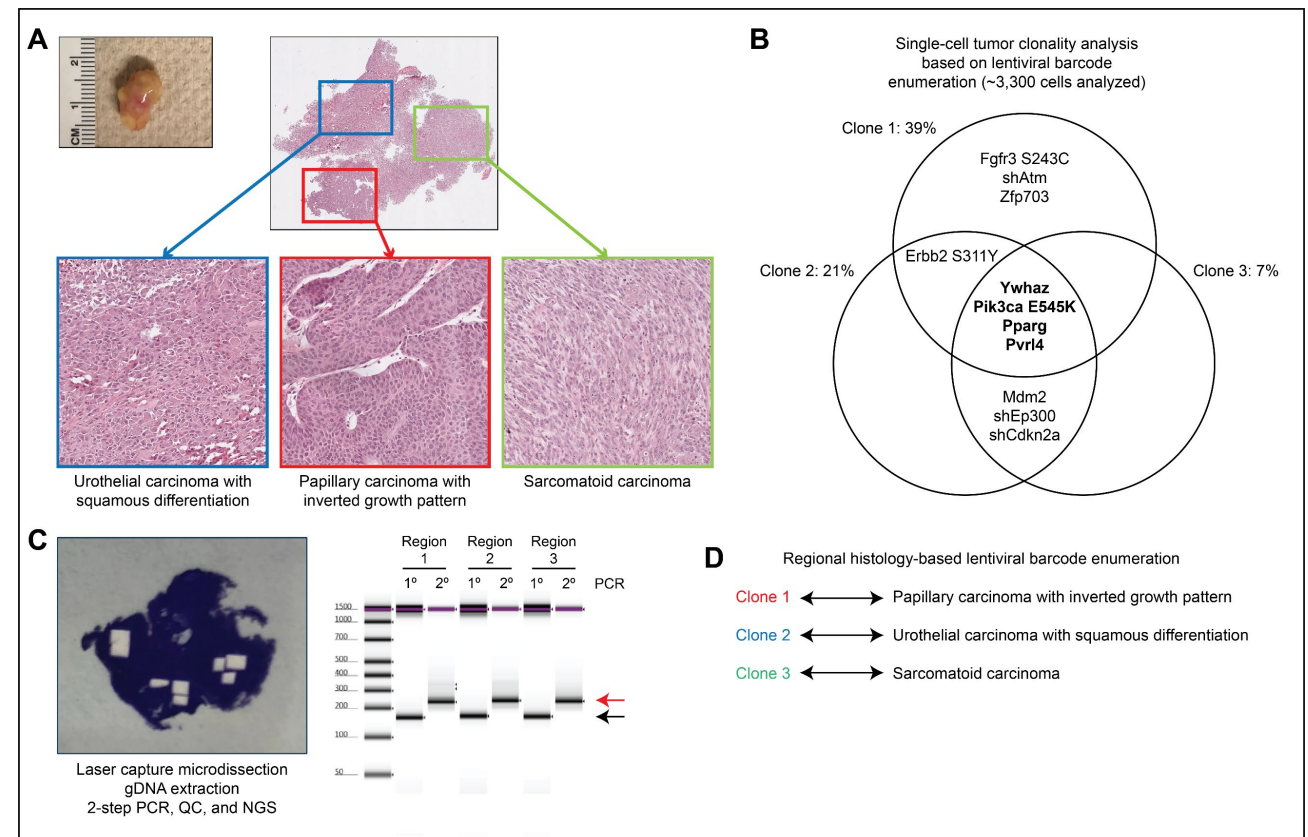 A
2
1
CM
Urothelial carcinoma with
squamous differentiation
Papillary carcinoma with
inverted growth pattern
Sarcomatoid carcinoma
B
Single-cell tumor clonality analysis
based on lentiviral barcode
enumeration (~3,300 cells analyzed)
Clone 1: 39%
Fgfr3 S243C
shAtm
Zfp703
Clone 2: 21%
Erbb2 S311Y
Clone 3: 7%
Ywhaz
Pik3ca E545K
Pparg
Pvrl4
Mdm2
shEp300
shCdkn2a
C
Laser capture microdissection
gDNA extraction
2-step PCR, QC, and NGS
Region
1
Region
2
Region
3
1º 2º 1º 2º 1º 2º PCR
1500
1000
700
500
400
300
200
100
50
D
Regional histology-based lentiviral barcode enumeration
Clone 1 Papillary carcinoma with inverted growth pattern
Clone 2 Urothelial carcinoma with squamous differentiation
Clone 3 Sarcomatoid carcinoma